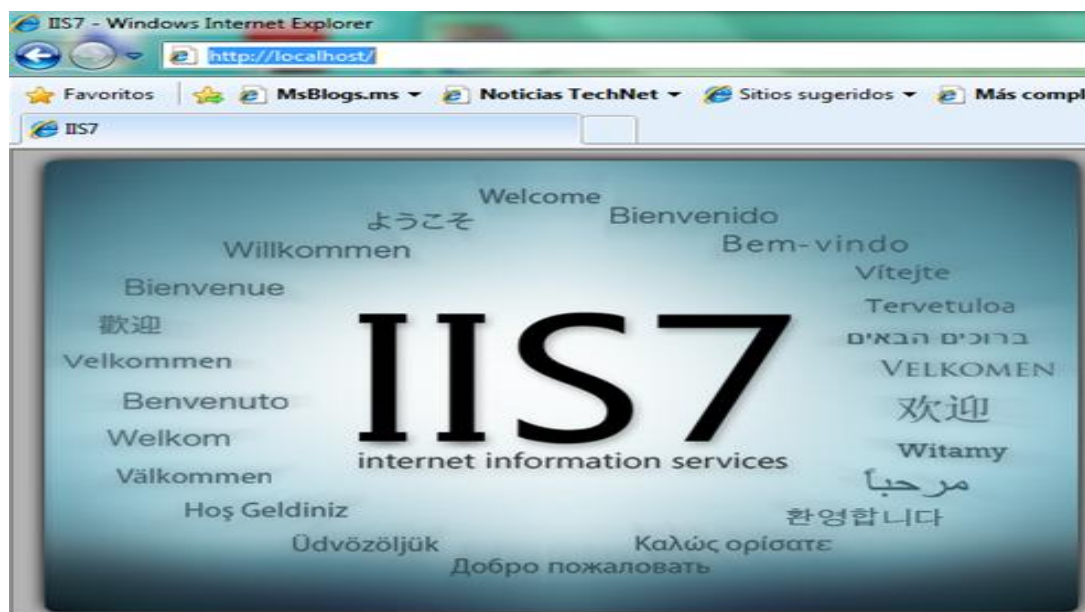 IIS7 - Windows Internet Explorer
http://localhost/
Favoritos MsBlogs.ms Noticias TechNet Sitios sugeridos Más compl
IIS7
Welcome
ようこそ Bienvenido
Willkommen Bem-vindo
Bienvenue Vítejte
歡迎 Tervetuloa
ברוכים הבאים
Velkommen VELKOMEN
Benvenuto 欢迎
Welkom Witamy
IIS7
internet information services
Välkommen مرحباً
Hoş Geldiniz 환영합니다
Üdvözöljük Καλώς ορίσατε
Добро пожаловать